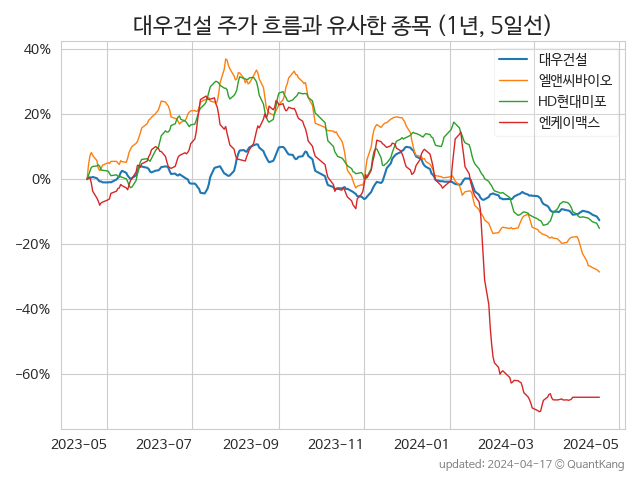 대우건설 주가 흐름과 유사한 종목 (1년, 5일선)
40%
20%
0%
−20%
−40%
−60%
대우건설
엘앤씨바이오
HD현대미포
엔케이맥스
2023-05 2023-07 2023-09 2023-11 2024-01 2024-03 2024-05
updated: 2024-04-17 © QuantKang